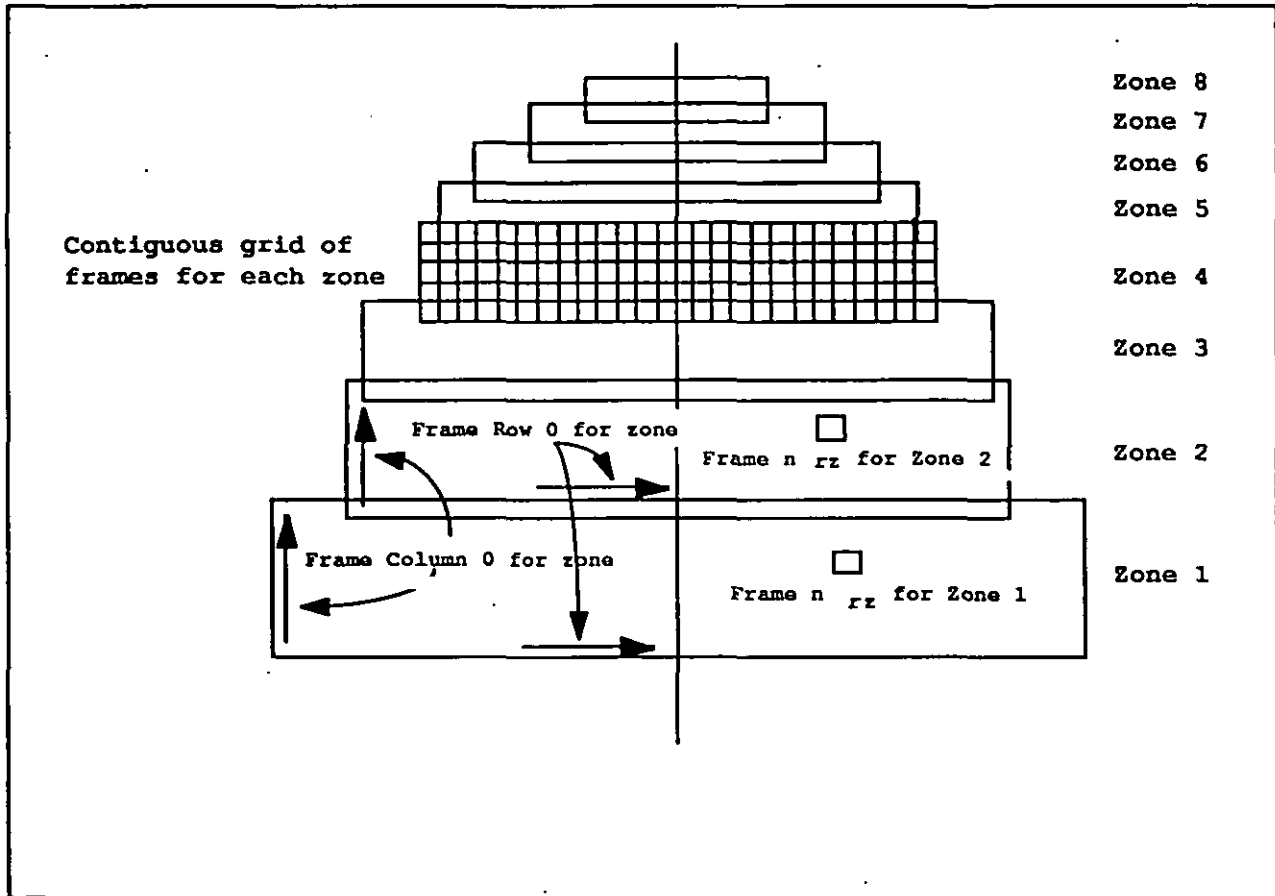 Zone 8
Zone 7
Zone 6
Zone 5
Contiguous grid of
frames for each zone
Zone 4
Zone 3
Frame Row 0 for zone
Frame n rz for Zone 2
Zone 2
Frame Column 0 for zone
Frame n rz for Zone 1
Zone 1